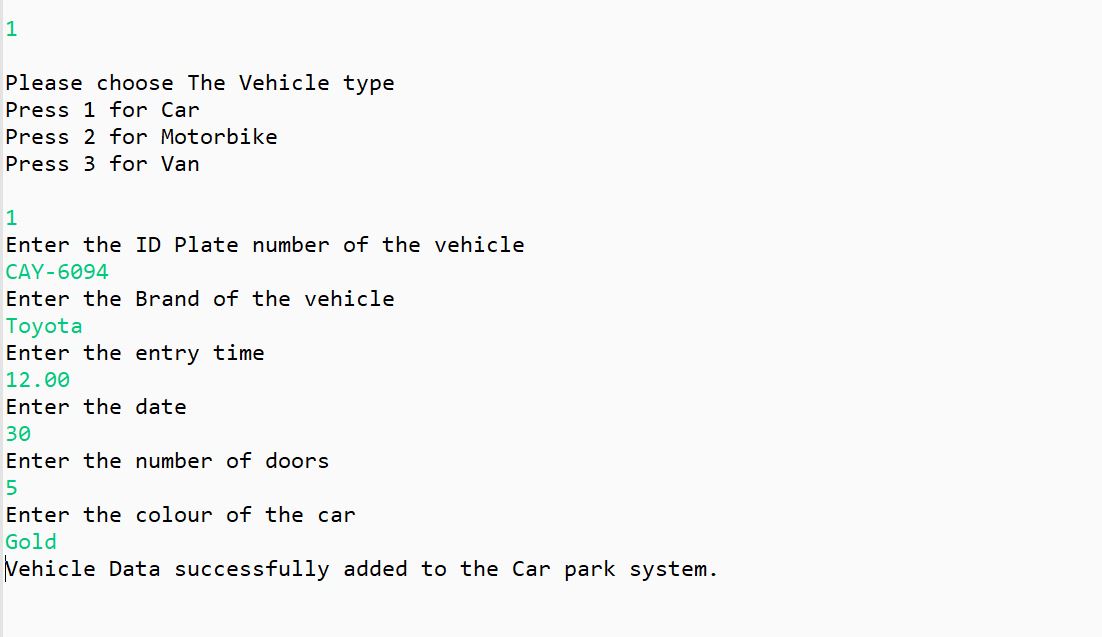 1
Please choose The Vehicle type
Press 1 for Car
Press 2 for Motorbike
Press 3 for Van
1
Enter the ID Plate number of the vehicle
CAY-6094
Enter the Brand of the vehicle
Toyota
Enter the entry time
12.00
Enter the date
30
Enter the number of doors
5
Enter the colour of the car
Gold
Vehicle Data successfully added to the Car park system.